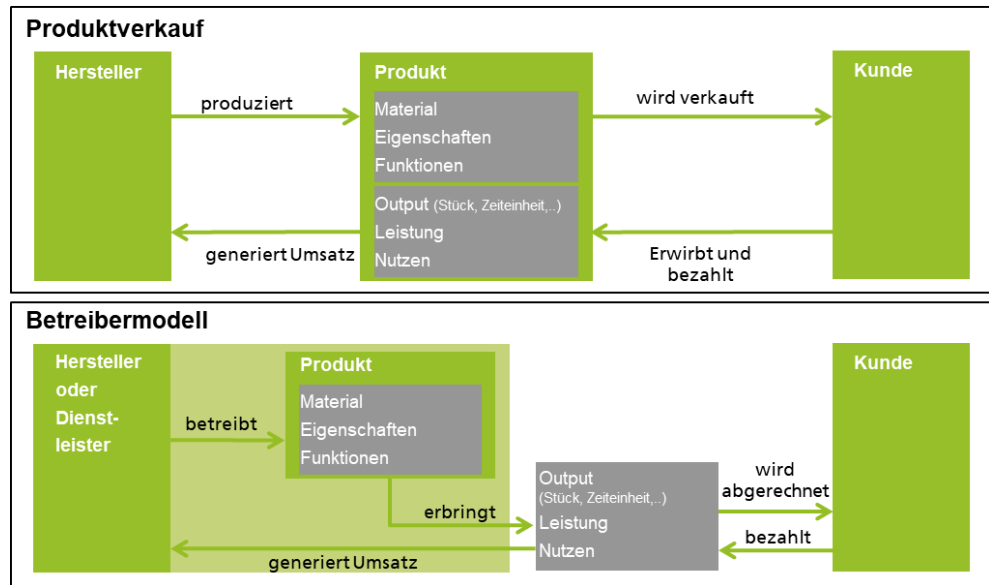 Produktverkauf
Hersteller
produziert
Produkt
Material
Eigenschaften
Funktionen
Output (Stück, Zeiteinheit,..)
Leistung
Nutzen
wird verkauft
Kunde
generiert Umsatz
Erwirbt und
bezahlt
Betreibermodell
Hersteller
oder
Dienst-
leister
betreibt
Produkt
Material
Eigenschaften
Funktionen
erbringt
Output
(Stück, Zeiteinheit,..)
Leistung
Nutzen
wird
abgerechnet
bezahlt
Kunde
generiert Umsatz